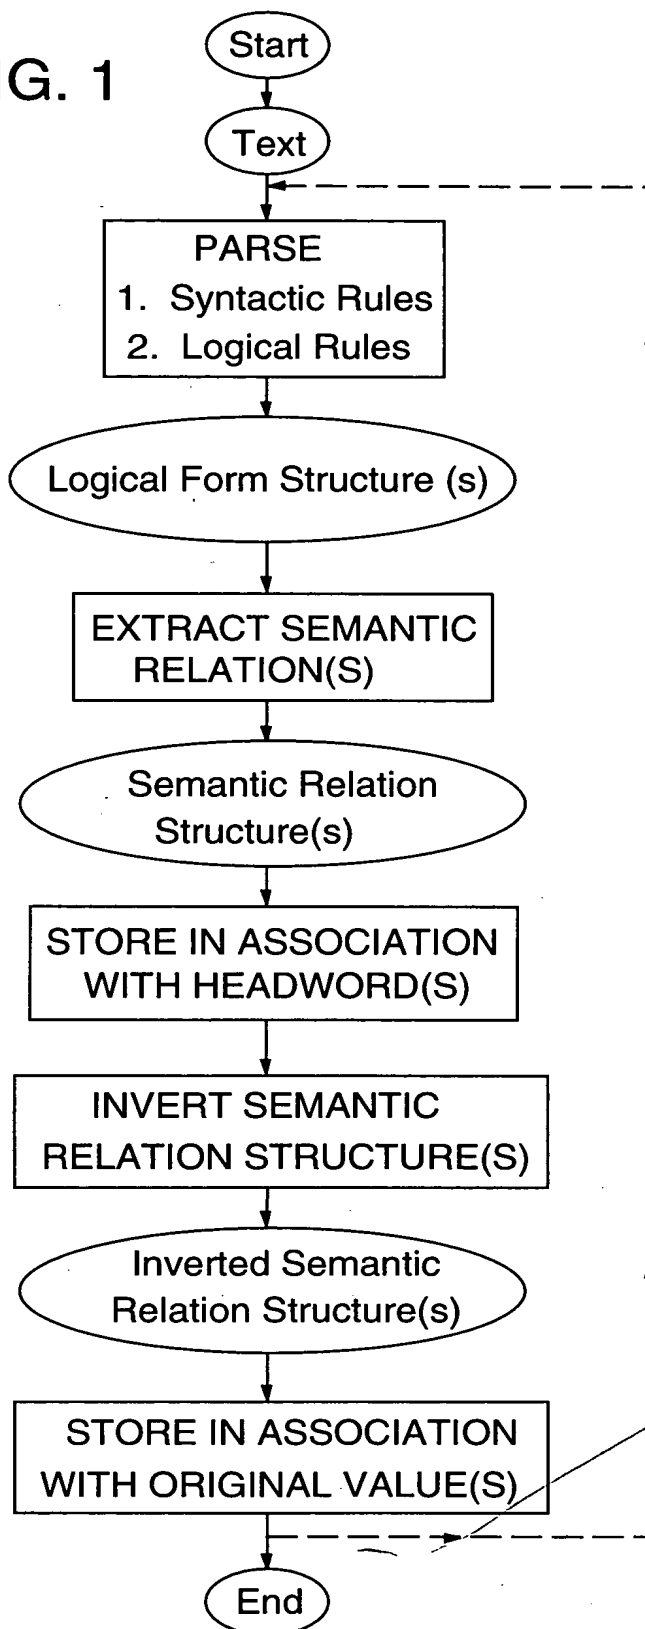 Start
G. 1
Text
PARSE
1. Syntactic Rules
2. Logical Rules
Logical Form Structure (s)
EXTRACT SEMANTIC
RELATION(S)
Semantic Relation
Structure(s)
STORE IN ASSOCIATION
WITH HEADWORD(S)
INVERT SEMANTIC
RELATION STRUCTURE(S)
Inverted Semantic
Relation Structure(s)
STORE IN ASSOCIATION
WITH ORIGINAL VALUE(S)
End